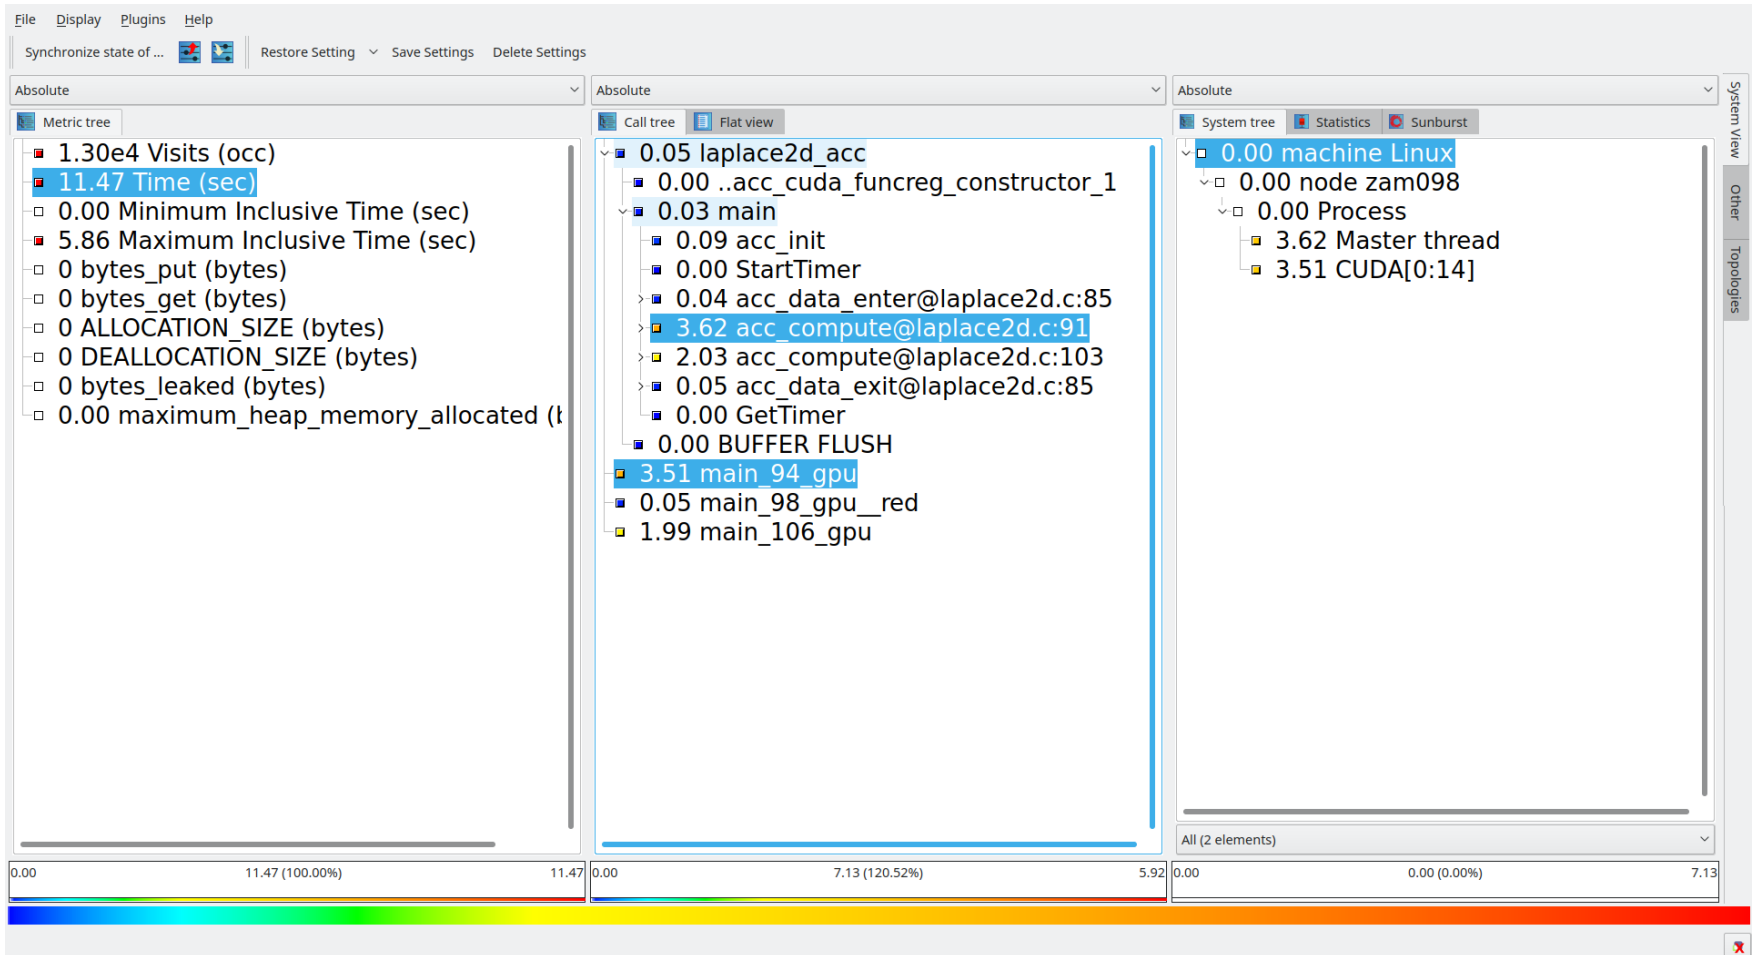 File Display Plugins Help
Synchronize state of ... Restore Setting Save Settings Delete Settings
Absolute
Metric tree
1.30e4 Visits (occ)
11.47 Time (sec)
0.00 Minimum Inclusive Time (sec)
5.86 Maximum Inclusive Time (sec)
0 bytes_put (bytes)
0 bytes_get (bytes)
0 ALLOCATION_SIZE (bytes)
0 DEALLOCATION_SIZE (bytes)
0 bytes_leaked (bytes)
0.00 maximum_heap_memory_allocated (
0.00 11.47 (100.00%) 11.47
Absolute
Call tree Flat view
0.05 laplace2d_acc
0.00 ..acc_cuda_funcreg_constructor_1
0.03 main
0.09 acc_init
0.00 StartTimer
0.04 acc_data_enter@laplace2d.c:85
3.62 acc_compute@laplace2d.c:91
2.03 acc_compute@laplace2d.c:103
0.05 acc_data_exit@laplace2d.c:85
0.00 GetTimer
0.00 BUFFER FLUSH
3.51 main_94_gpu
0.05 main_98_gpu__red
1.99 main_106_gpu
0.00 7.13 (120.52%) 5.92
Absolute
System tree Statistics Sunburst
0.00 machine Linux
0.00 node zam098
0.00 Process
3.62 Master thread
3.51 CUDA[0:14]
All (2 elements)
0.00 0.00 (0.00%) 7.13
System View
Other
Topologies